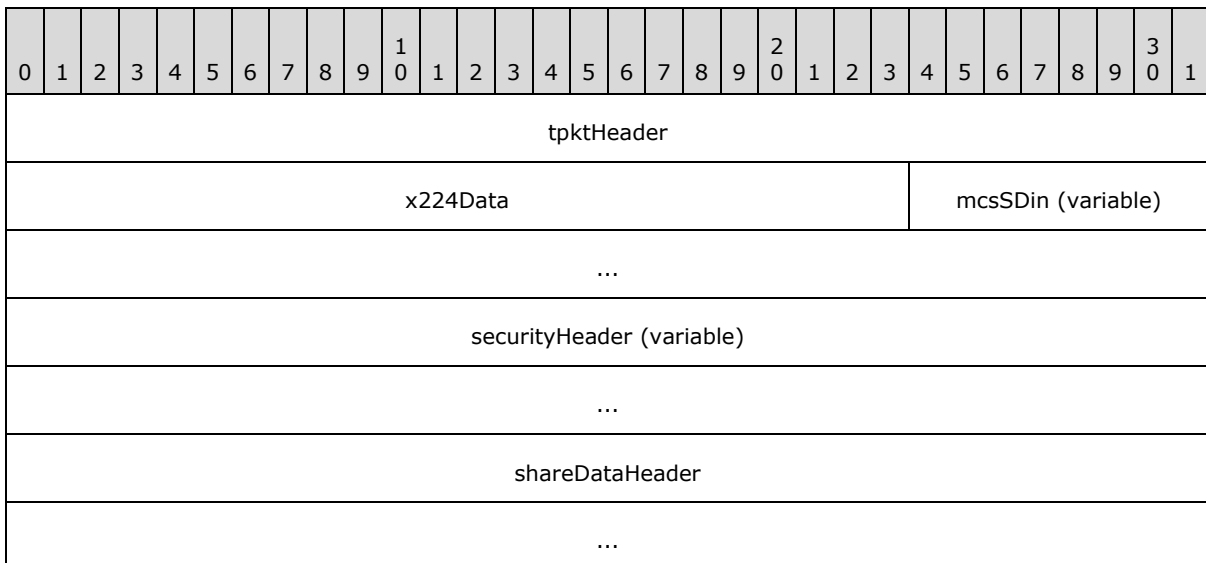 1 2 3
0 1 2 3 4 5 6 7 8 9 0 1 2 3 4 5 6 7 8 9 0 1 2 3 4 5 6 7 8 9 0 1
tpktHeader
x224Data mcsSDin (variable)
...
securityHeader (variable)
...
shareDataHeader
...